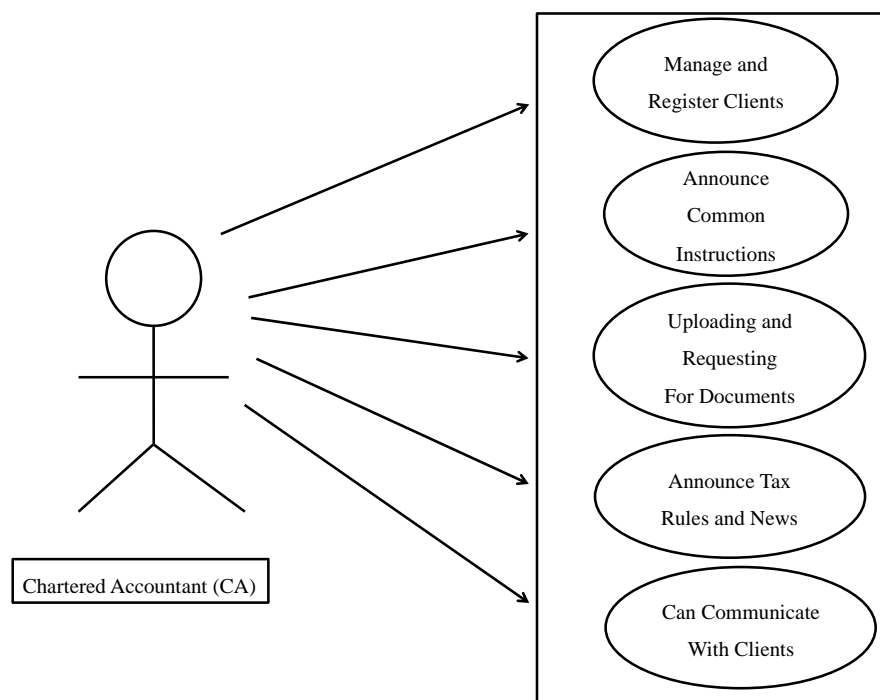 Manage and
Register Clients
Announce
Common
Instructions
Uploading and
Requesting
For Documents
Announce Tax
Rules and News
Chartered Accountant (CA)
Can Communicate
With Clients